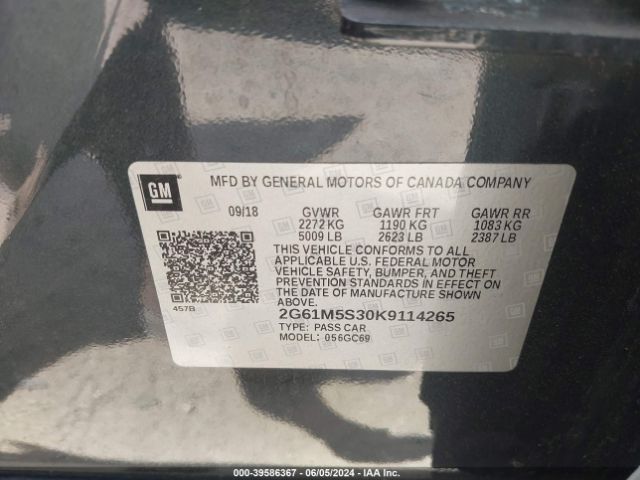 GM
MFD BY GENERAL MOTORS OF CANADA COMPANY
09/18 GVWR GAWR FRT GAWR RR
2272 KG 1190 KG 1083 KG
5009 LB 2623 LB 2387 LB
THIS VEHICLE CONFORMS TO ALL
APPLICABLE U.S. FEDERAL MOTOR
VEHICLE SAFETY, BUMPER, AND THEFT
PREVENTION STANDARDS IN EFFECT ON
THE DATE OF MANUFACTURE SHOWN
ABOVE.
457B
2G61M5S30K9114265
TYPE: PASS CAR
MODEL: 056GC69
000-39586367 - 06/05/2024 - IAA Inc.